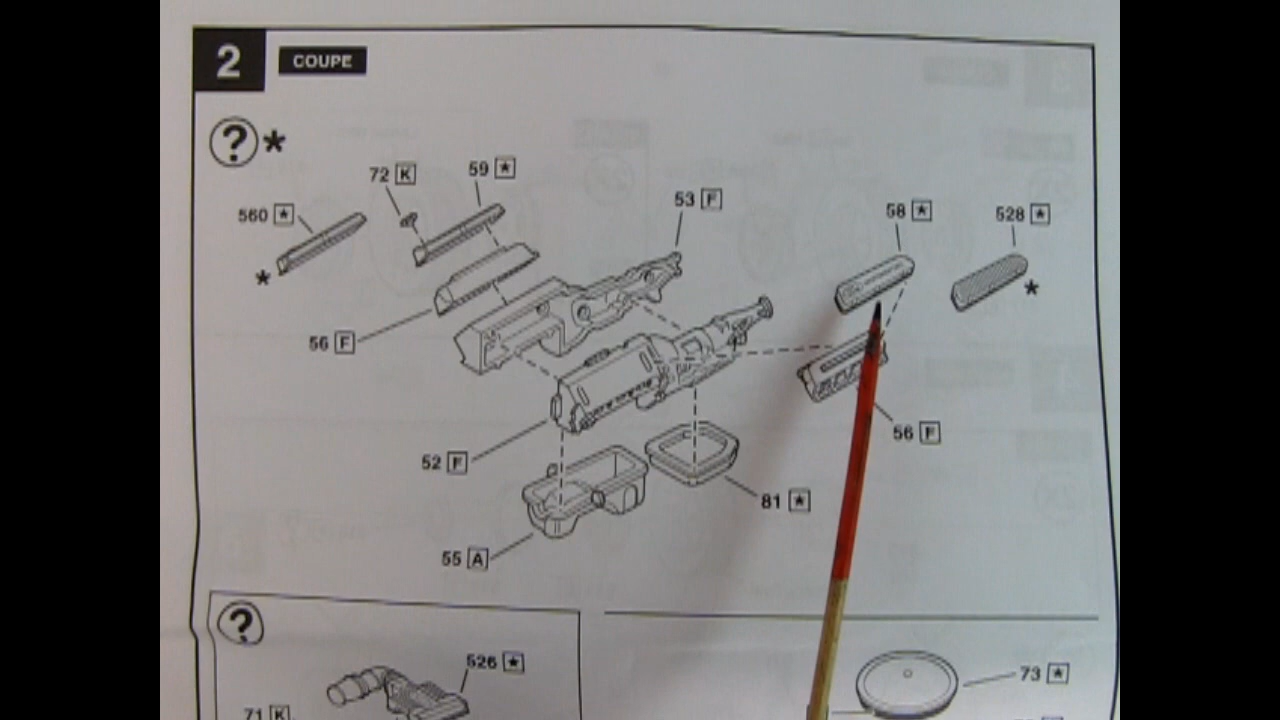 2 COUPE
? *
72 K
59 ★
53 F
560 ★
58 ★
528 ★
*
*
56 F
56 F
52 F
81 ★
55 A
?
526 ★
73 ★
71 K